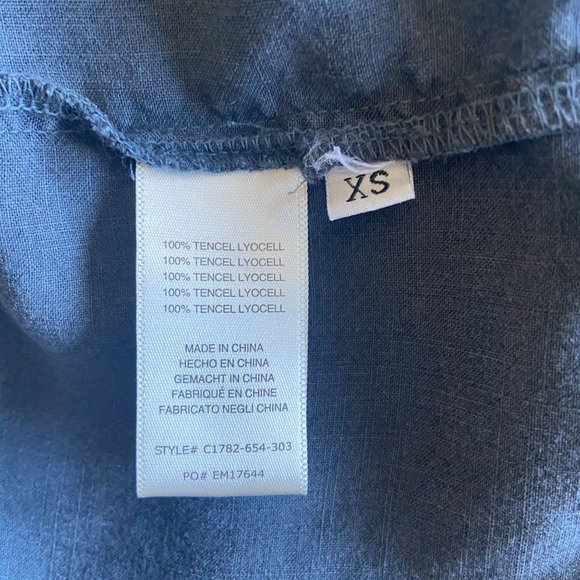 XS
100% TENCEL LYOCELL
100% TENCEL LYOCELL
100% TENCEL LYOCELL
100% TENCEL LYOCELL
100% TENCEL LYOCELL
MADE IN CHINA
HECHO EN CHINA
GEMACHT IN CHINA
FABRIQUÉ EN CHINE
FABRICATO NEGLI CHINA
STYLE# C1782-654-303
PO# EM17644